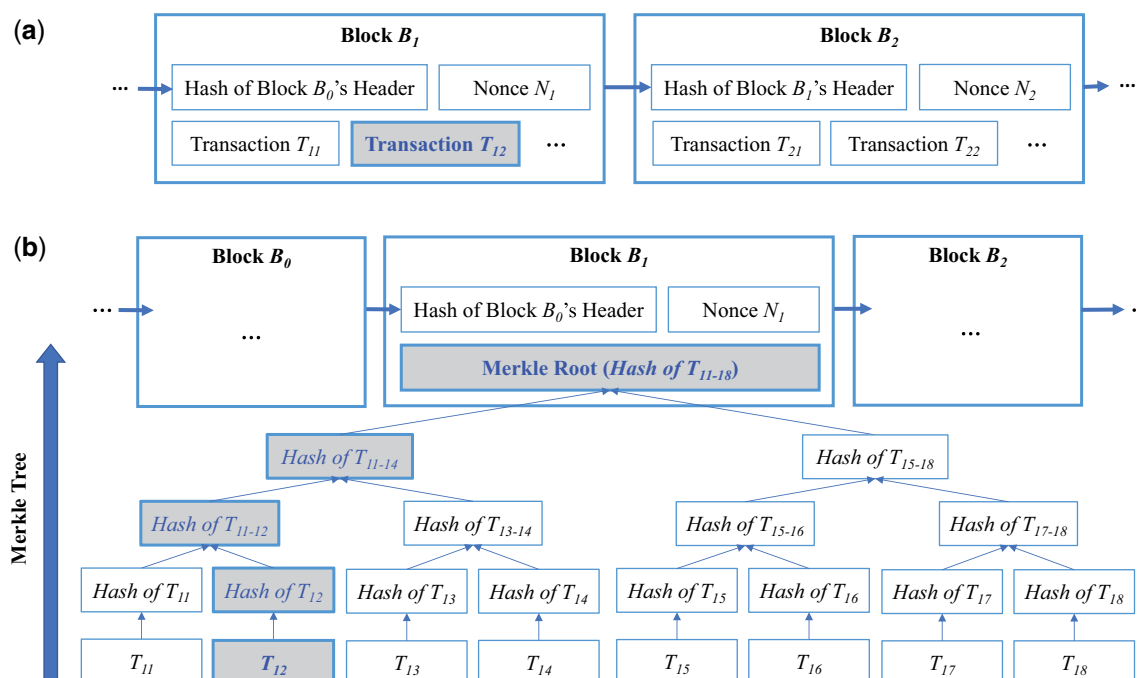 (a)
Block B1
Block B2
... Hash of Block B0's Header Nonce N1 Hash of Block B1's Header Nonce N2 ...
Transaction T11 Transaction T12 ... Transaction T21 Transaction T22 ...
(b)
Block B0
Block B1
Block B2
... Hash of Block B0's Header Nonce N1 ..
... ...
Merkle Root (Hash of T11-18)
Merkle Tree
Hash of T11-14 Hash of T15-18
Hash of T11-12 Hash of T13-14 Hash of T15-16 Hash of T17-18
Hash of T11 Hash of T12 Hash of T13 Hash of T14 Hash of T15 Hash of T16 Hash of T17 Hash of T18
T11 T12 T13 T14 T15 T16 T17 T18